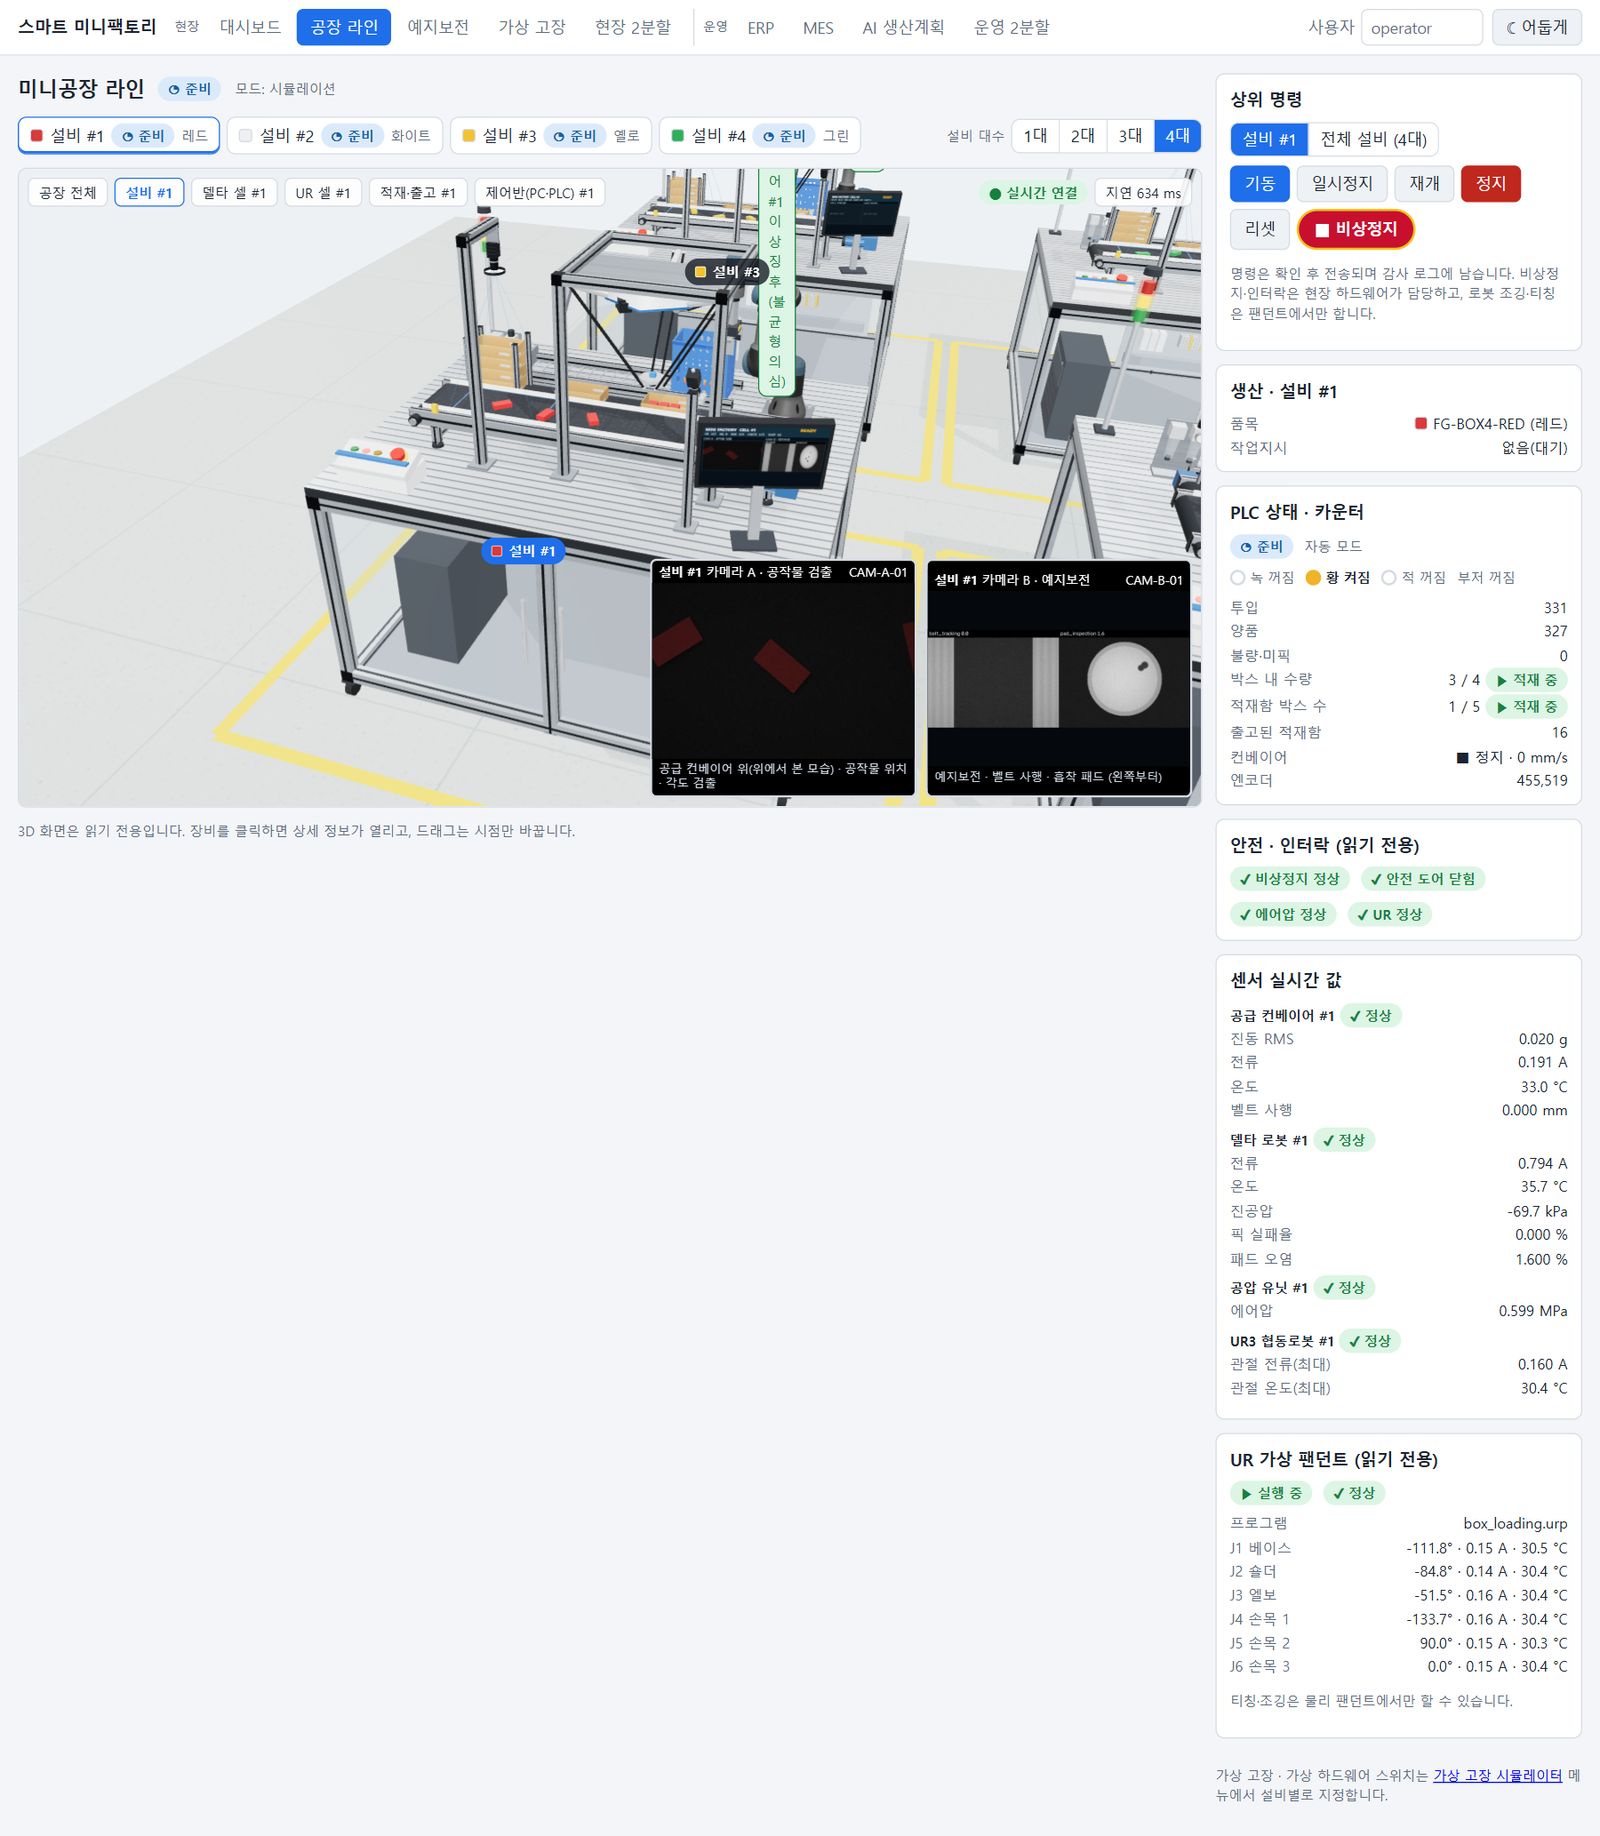 스마트 미니팩토리 현장 대시보드 공장 라인 예지보전 가상 고장 현장 2분할 운영 ERP MES AI 생산계획 운영 2분할 사용자 operator ☾ 어둡게
미니공장 라인 준비 모드: 시뮬레이션
설비 #1 준비 레드 설비 #2 준비 화이트 설비 #3 준비 옐로 설비 #4 준비 그린 설비 대수 1대 2대 3대 4대
공장 전체 설비 #1 델타 셀 #1 UR 셀 #1 적재·출고 #1 제어반(PC·PLC) #1 실시간 연결 지연 634 ms
어
#1
이
상
징
후
(불
균
형
의
심)
설비 #3
MINI FACTORY CELL #1 READY
설비 #1
설비 #1 카메라 A · 공작물 검출 CAM-A-01
공급 컨베이어 위(위에서 본 모습) · 공작물 위치
· 각도 검출
설비 #1 카메라 B · 예지보전 CAM-B-01
belt_tracking 0.0 pad_inspection 1.6
예지보전 · 벨트 사행 · 흡착 패드 (왼쪽부터)
3D 화면은 읽기 전용입니다. 장비를 클릭하면 상세 정보가 열리고, 드래그는 시점만 바꿉니다.
상위 명령
설비 #1 전체 설비 (4대)
기동 일시정지 재개 정지
리셋 ■ 비상정지
명령은 확인 후 전송되며 감사 로그에 남습니다. 비상정
지·인터락은 현장 하드웨어가 담당하고, 로봇 조깅·티칭
은 팬던트에서만 합니다.
생산 · 설비 #1
품목 FG-BOX4-RED (레드)
작업지시 없음(대기)
PLC 상태 · 카운터
준비 자동 모드
녹 꺼짐 황 켜짐 적 꺼짐 부저 꺼짐
투입 331
양품 327
불량·미픽 0
박스 내 수량 3 / 4 ▶ 적재 중
적재함 박스 수 1 / 5 ▶ 적재 중
출고된 적재함 16
컨베이어 ■ 정지 · 0 mm/s
엔코더 455,519
안전 · 인터락 (읽기 전용)
✓ 비상정지 정상 ✓ 안전 도어 닫힘
✓ 에어압 정상 ✓ UR 정상
센서 실시간 값
공급 컨베이어 #1 ✓ 정상
진동 RMS 0.020 g
전류 0.191 A
온도 33.0 °C
벨트 사행 0.000 mm
델타 로봇 #1 ✓ 정상
전류 0.794 A
온도 35.7 °C
진공압 -69.7 kPa
픽 실패율 0.000 %
패드 오염 1.600 %
공압 유닛 #1 ✓ 정상
에어압 0.599 MPa
UR3 협동로봇 #1 ✓ 정상
관절 전류(최대) 0.160 A
관절 온도(최대) 30.4 °C
UR 가상 팬던트 (읽기 전용)
▶ 실행 중 ✓ 정상
프로그램 box_loading.urp
J1 베이스 -111.8° · 0.15 A · 30.5 °C
J2 숄더 -84.8° · 0.14 A · 30.4 °C
J3 엘보 -51.5° · 0.16 A · 30.4 °C
J4 손목 1 -133.7° · 0.16 A · 30.4 °C
J5 손목 2 90.0° · 0.15 A · 30.3 °C
J6 손목 3 0.0° · 0.15 A · 30.4 °C
티칭·조깅은 물리 팬던트에서만 할 수 있습니다.
가상 고장 · 가상 하드웨어 스위치는 가상 고장 시뮬레이터 메
뉴에서 설비별로 지정합니다.